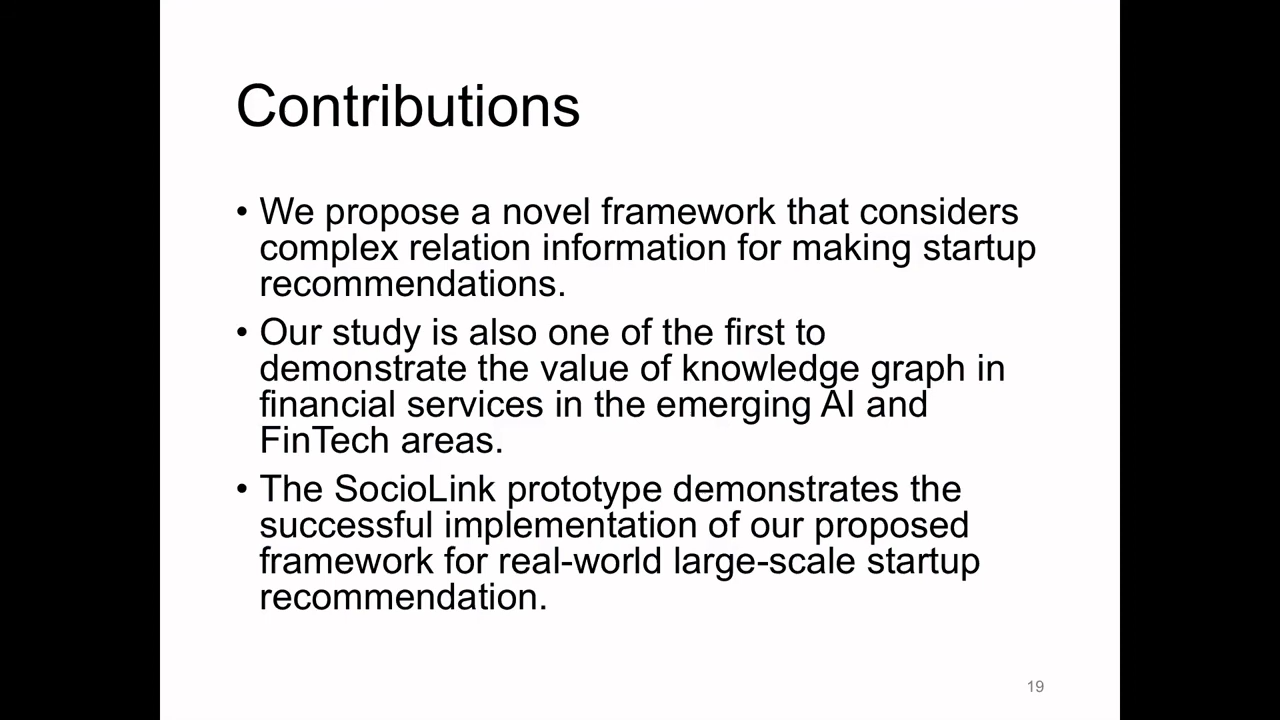 Contributions
• We propose a novel framework that considers
complex relation information for making startup
recommendations.
• Our study is also one of the first to
demonstrate the value of knowledge graph in
financial services in the emerging AI and
FinTech areas.
• The SocioLink prototype demonstrates the
successful implementation of our proposed
framework for real-world large-scale startup
recommendation.
19